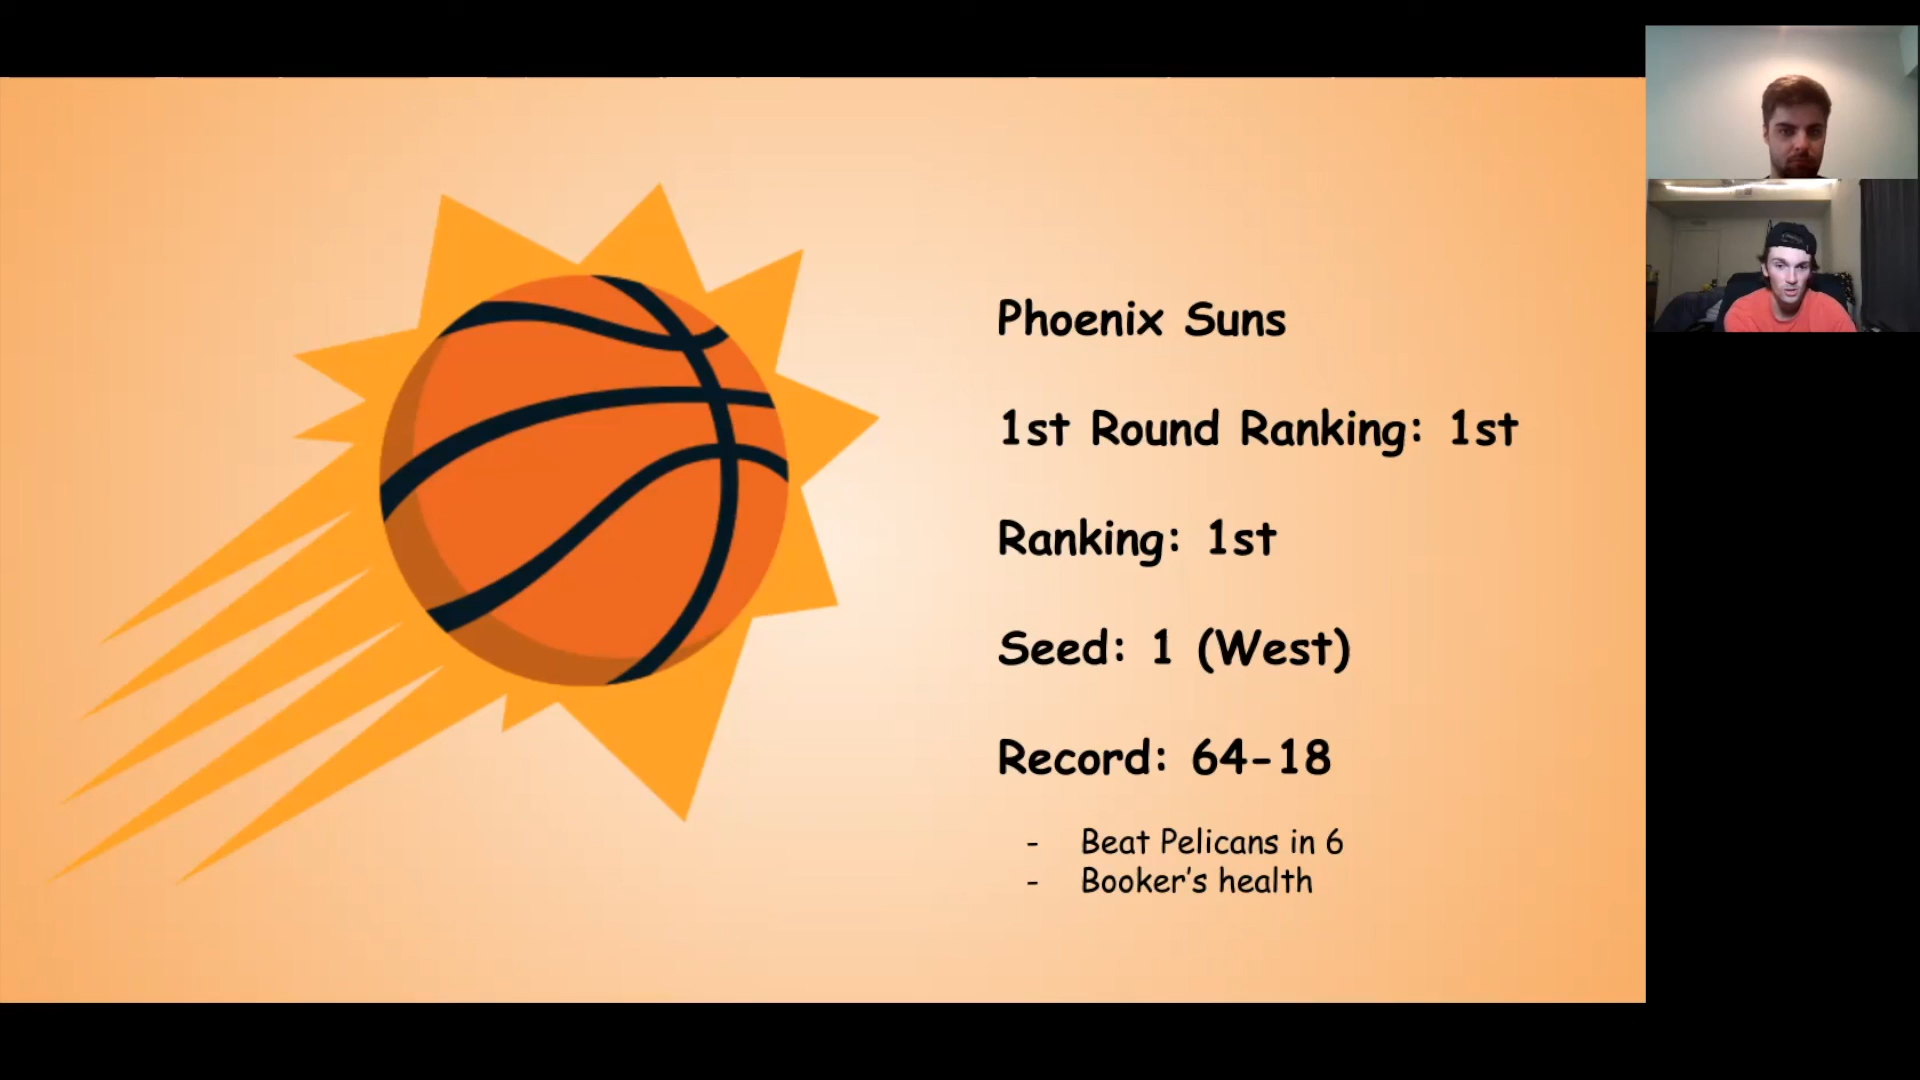 Phoenix Suns
1st Round Ranking: 1st
Ranking: 1st
Seed: 1 (West)
Record: 64-18
- Beat Pelicans in 6
- Booker's health